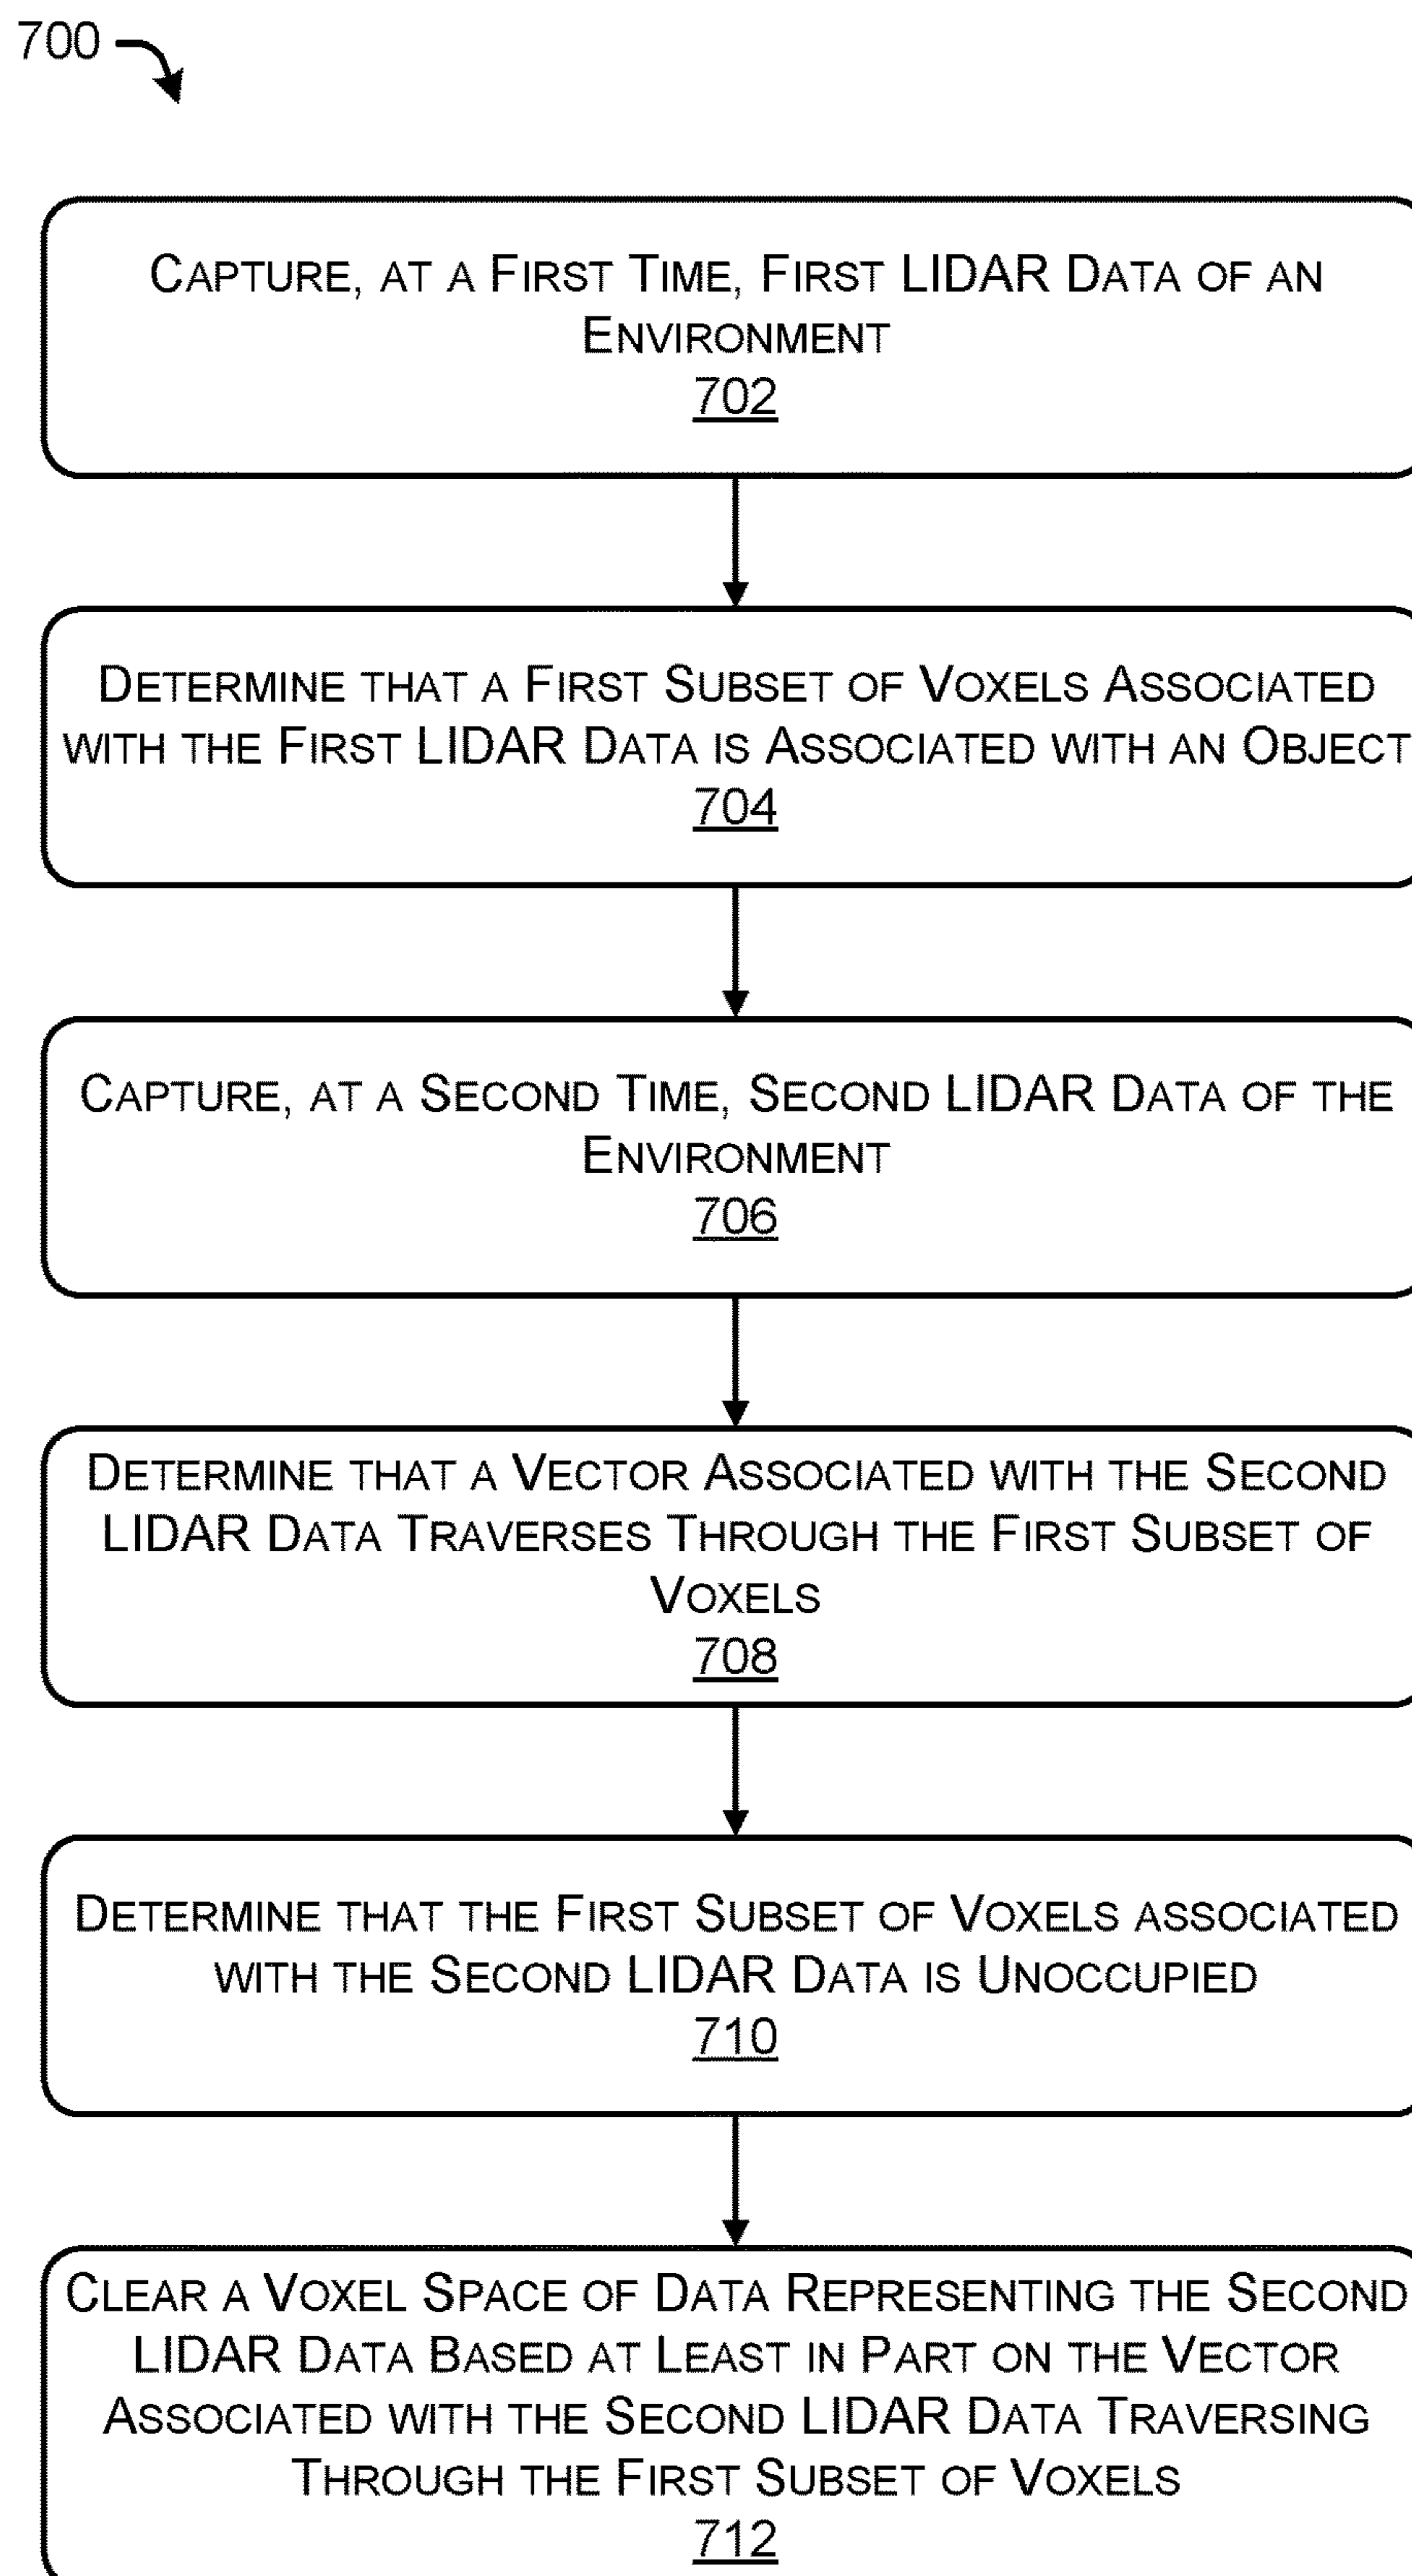 700
CAPTURE, AT A FIRST TIME, FIRST LIDAR DATA OF AN
ENVIRONMENT
702
DETERMINE THAT A FIRST SUBSET OF VOXELS ASSOCIATED
WITH THE FIRST LIDAR DATA IS ASSOCIATED WITH AN OBJECT
704
CAPTURE, AT A SECOND TIME, SECOND LIDAR DATA OF THE
ENVIRONMENT
706
DETERMINE THAT A VECTOR ASSOCIATED WITH THE SECOND
LIDAR DATA TRAVERSES THROUGH THE FIRST SUBSET OF
VOXELS
708
DETERMINE THAT THE FIRST SUBSET OF VOXELS ASSOCIATED
WITH THE SECOND LIDAR DATA IS UNOCCUPIED
710
CLEAR A VOXEL SPACE OF DATA REPRESENTING THE SECOND
LIDAR DATA BASED AT LEAST IN PART ON THE VECTOR
ASSOCIATED WITH THE SECOND LIDAR DATA TRAVERSING
THROUGH THE FIRST SUBSET OF VOXELS
712